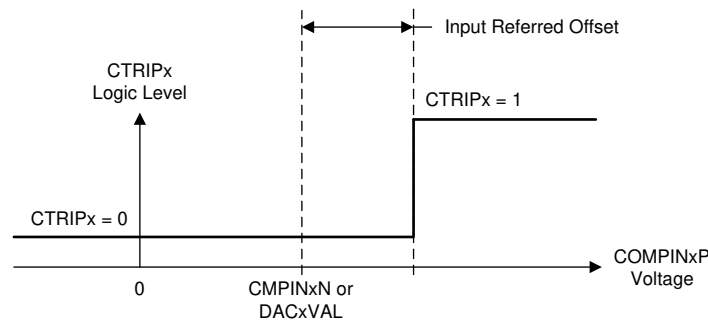 Input Referred Offset
CTRIPx
Logic Level
CTRIPx = 1
CTRIPx = 0
COMPINxP
Voltage
0
CMPINxN or
DACxVAL